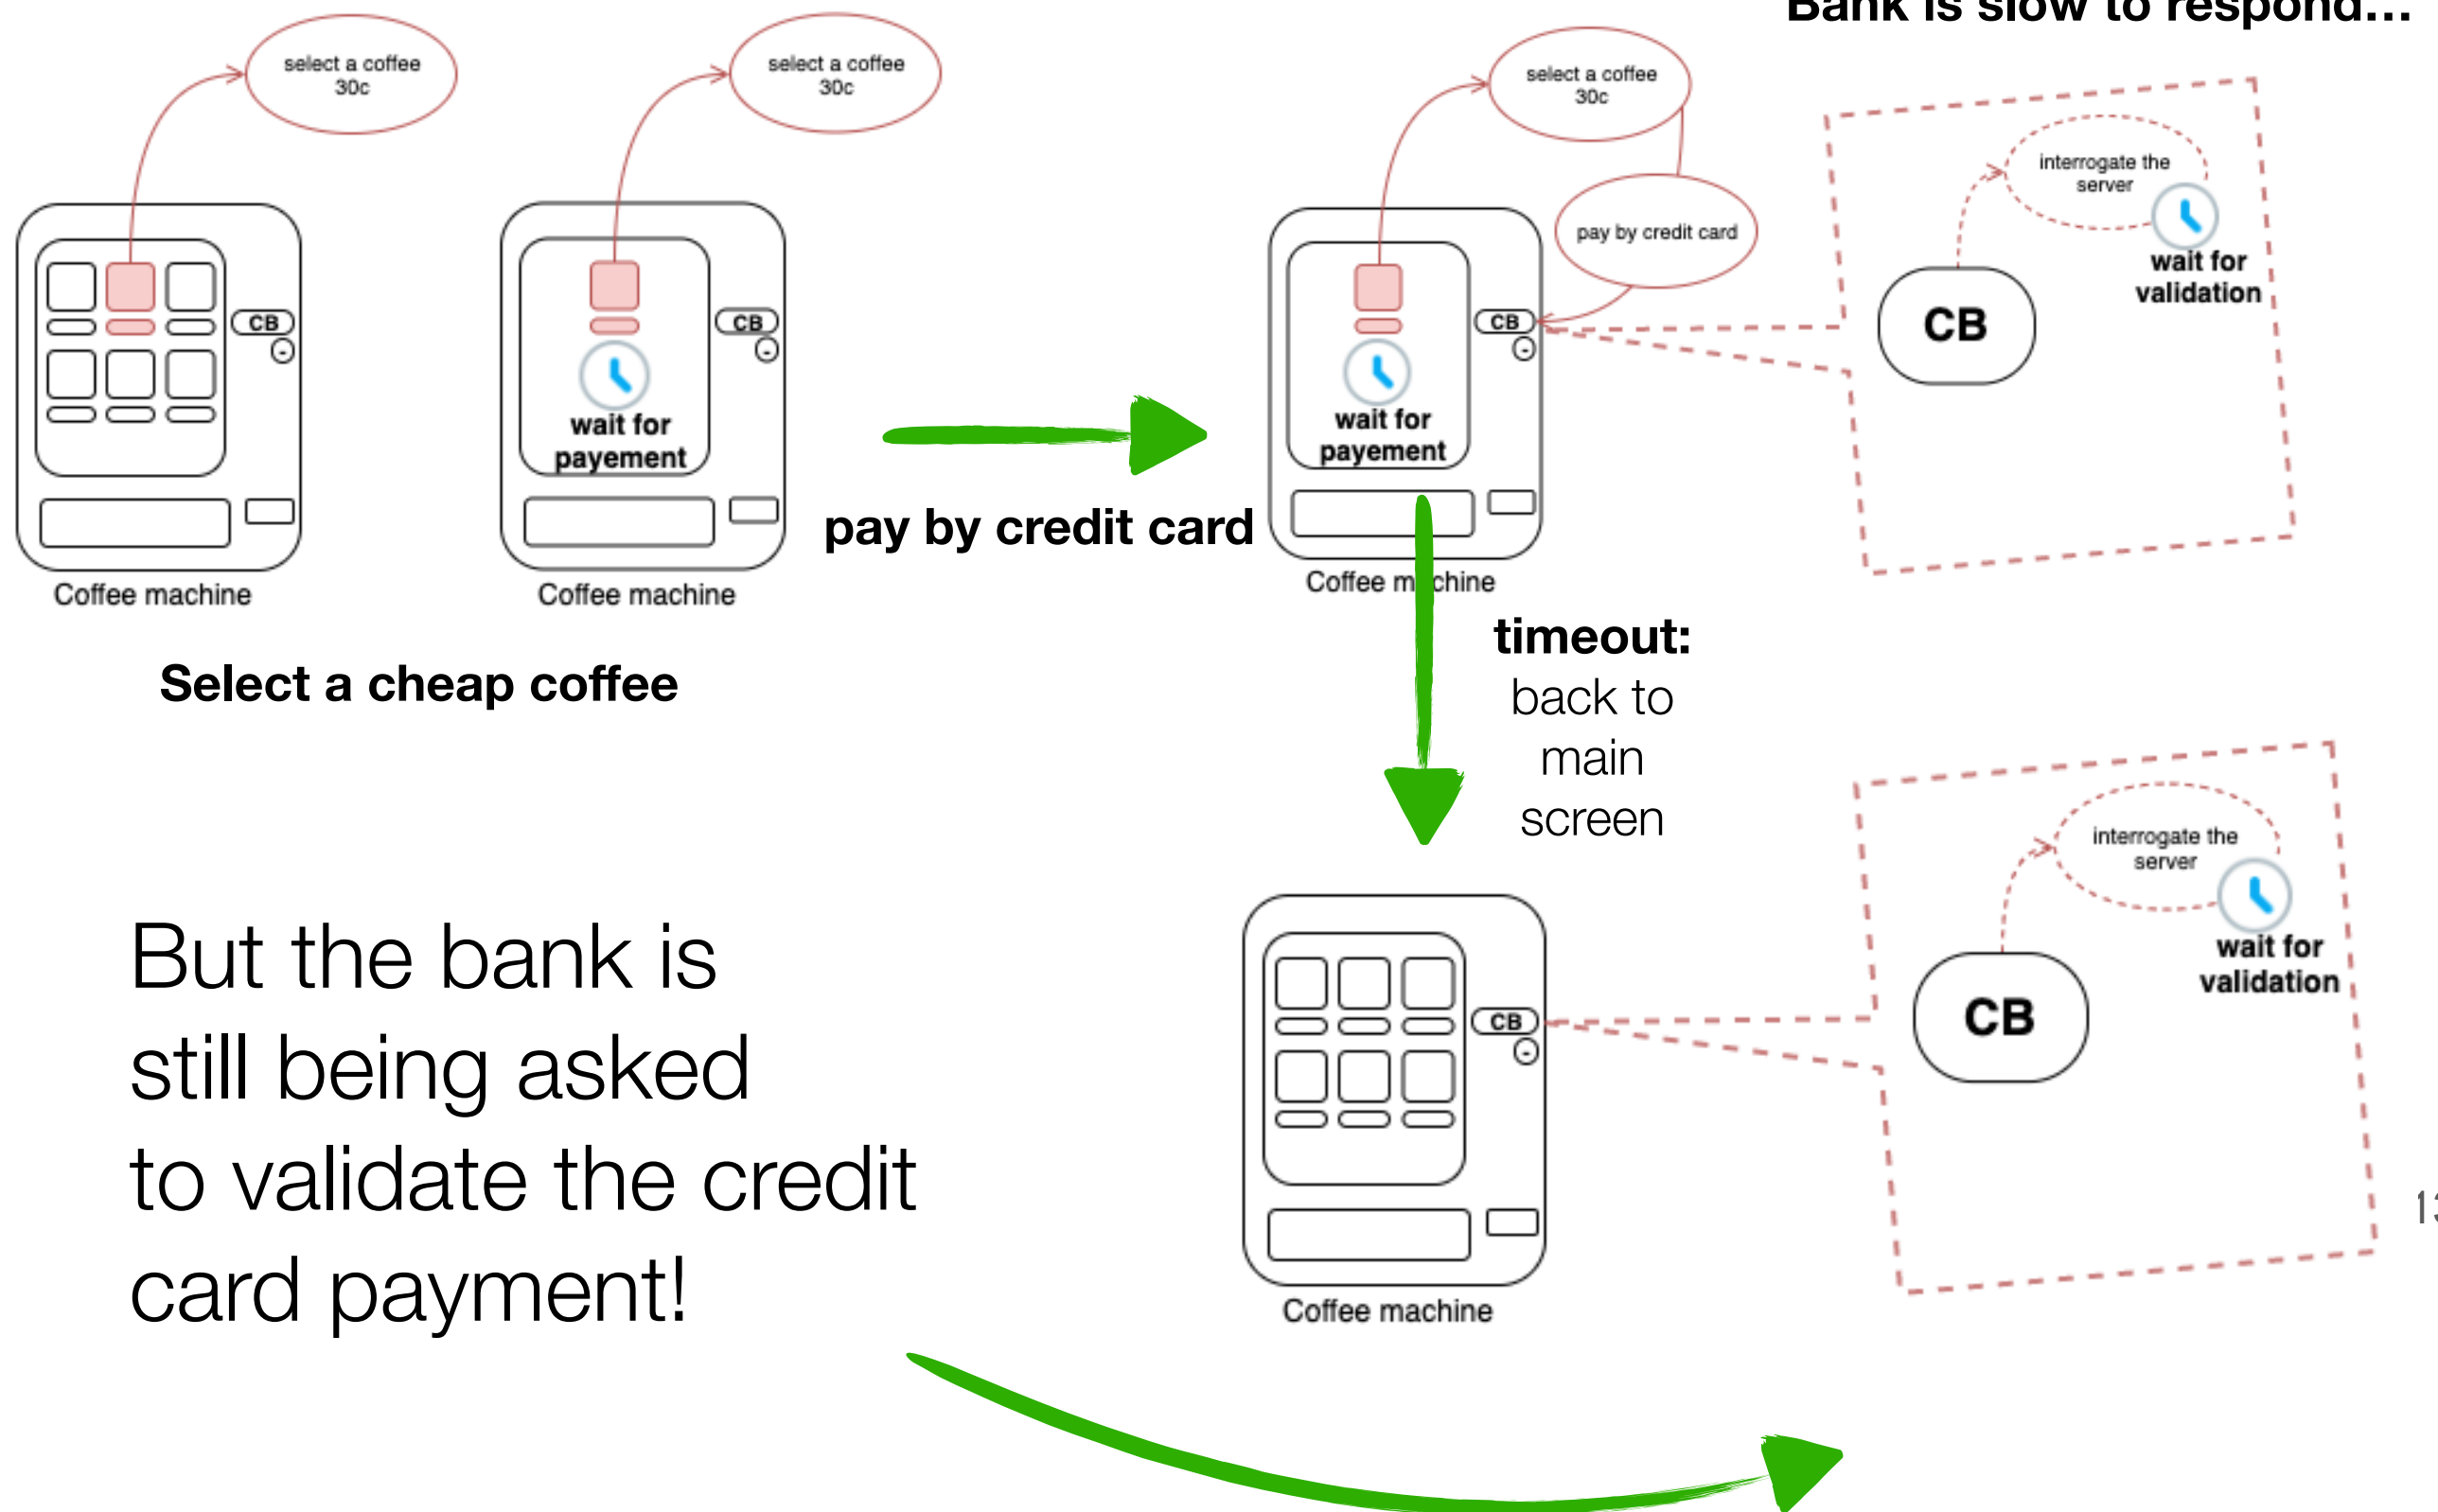 Bank is slow to respond...
select a coffee
30c
select a coffee
30c
select a coffee
30c
pay by credit card
interrogate the
server
wait for
validation
CB
-
CB
-
CB
-
CB
wait for
payement
wait for
payement
pay by credit card
Coffee machine
Coffee machine
Coffee machine
Select a cheap coffee
timeout:
back to
main
screen
interrogate the
server
wait for
validation
CB
CB
-
But the bank is
still being asked
to validate the credit
card payment!
Coffee machine